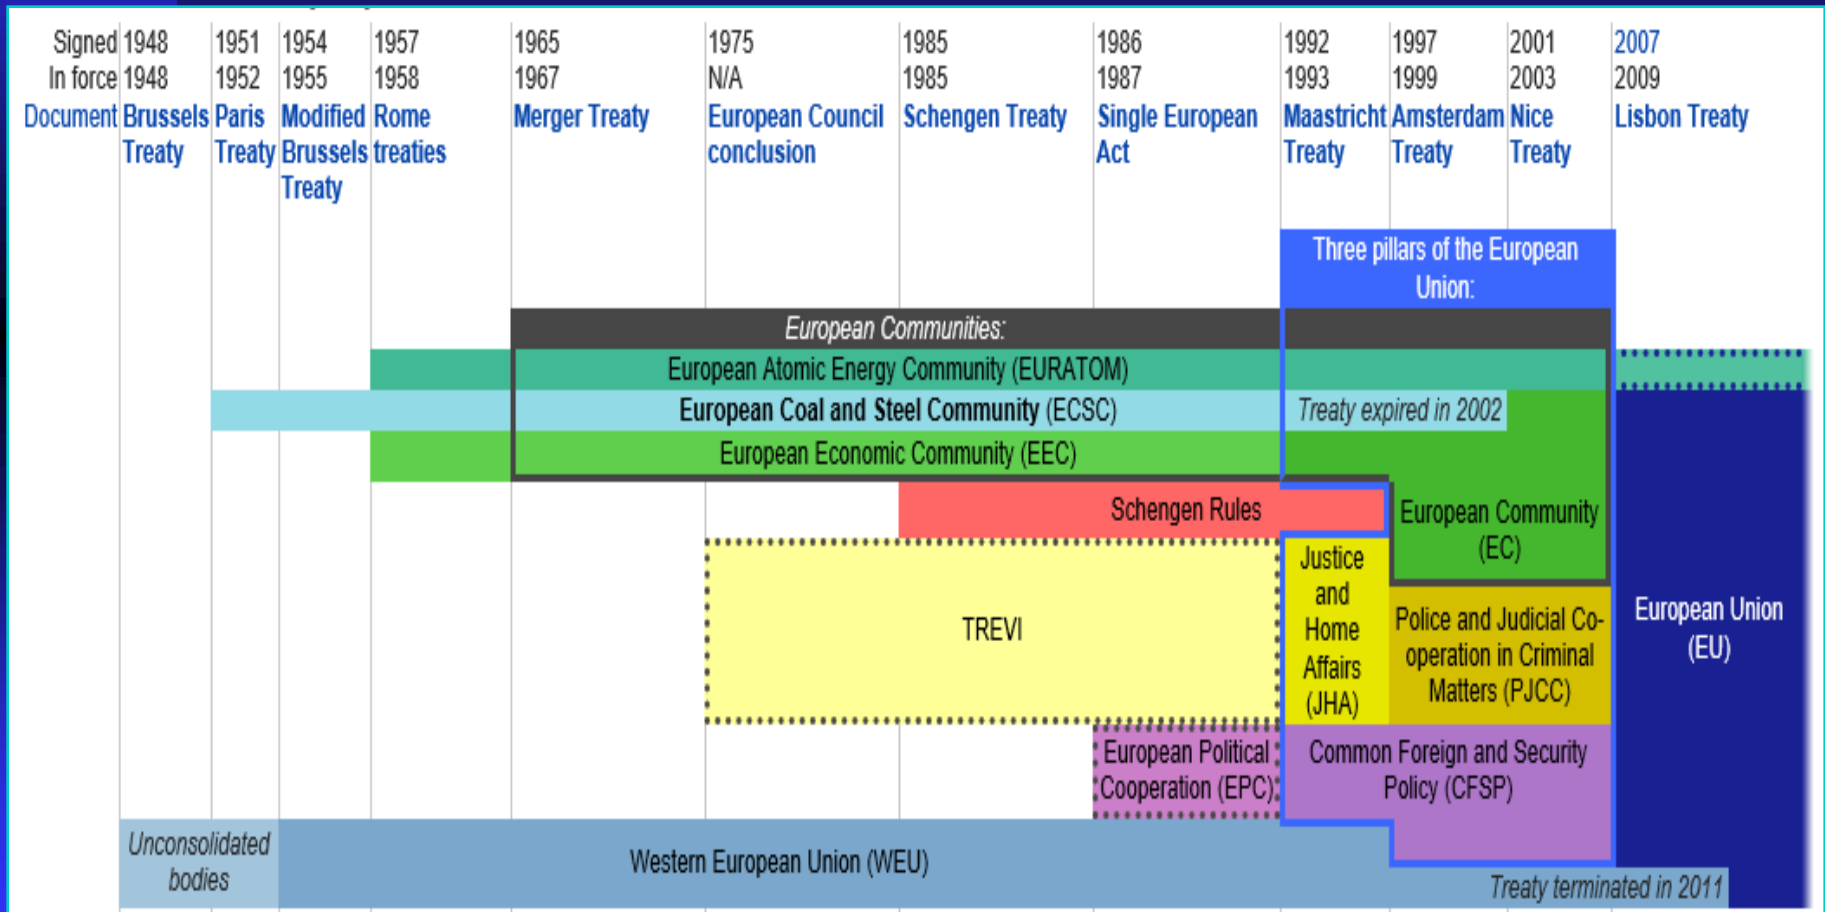 Signed 1948 1951 1954 1957 1965 1975 1985 1986 1992 1997 2001 2007
In force 1948 1952 1955 1958 1967 N/A 1985 1987 1993 1999 2003 2009
Document Brussels Paris Modified Rome Merger Treaty European Council Schengen Treaty Single European Maastricht Amsterdam Nice Lisbon Treaty
Treaty Treaty Brussels treaties conclusion Act Treaty Treaty Treaty
Treaty
Three pillars of the European
Union:
European Communities:
European Atomic Energy Community (EURATOM)
European Coal and Steel Community (ECSC) Treaty expired in 2002
European Economic Community (EEC)
Schengen Rules
European Community
(EC)
Justice
and
Home
Affairs
(JHA)
TREVI
Police and Judicial Co-
operation in Criminal
Matters (PJCC)
European Union
(EU)
European Political
Cooperation (EPC)
Common Foreign and Security
Policy (CFSP)
Unconsolidated
bodies
Western European Union (WEU)
Treaty terminated in 2011